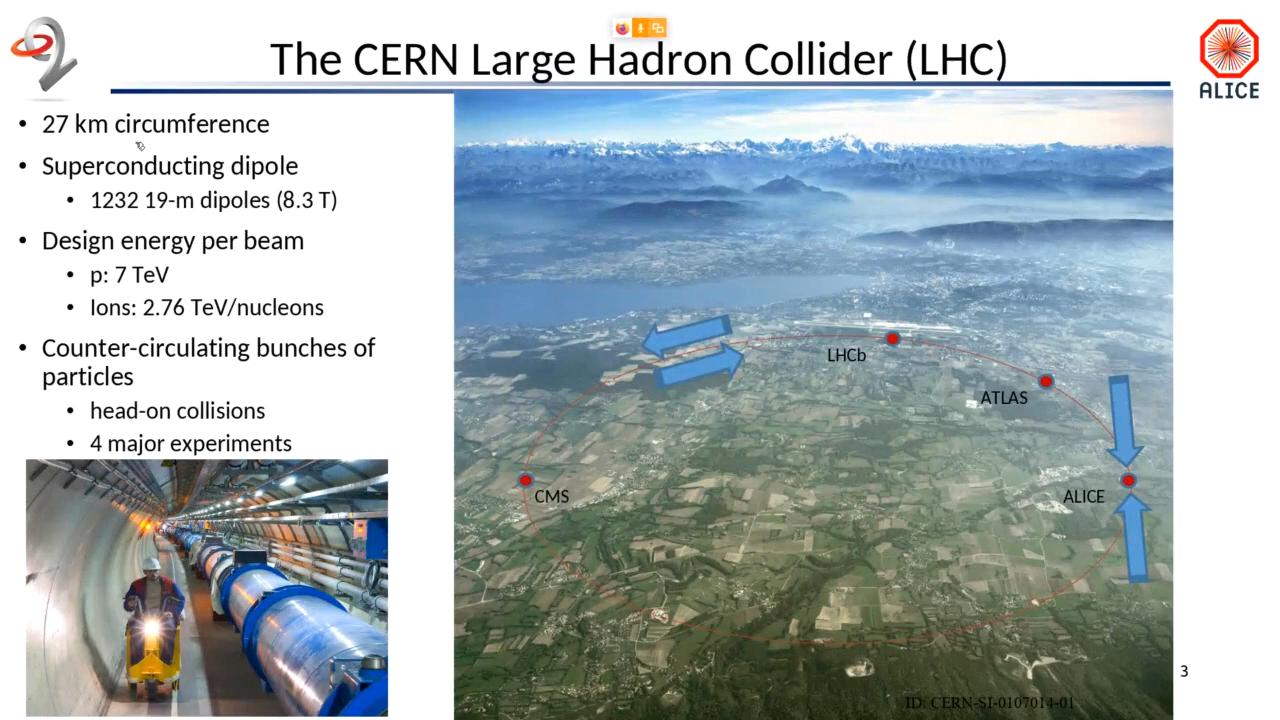 The CERN Large Hadron Collider (LHC)
ALICE
• 27 km circumference
• Superconducting dipole
• 1232 19-m dipoles (8.3 T)
• Design energy per beam
• p: 7 TeV
• Ions: 2.76 TeV/nucleons
• Counter-circulating bunches of
particles
• head-on collisions
• 4 major experiments
LHCb
ATLAS
CMS
ALICE
3
ID: CERN-SI-0107014-01